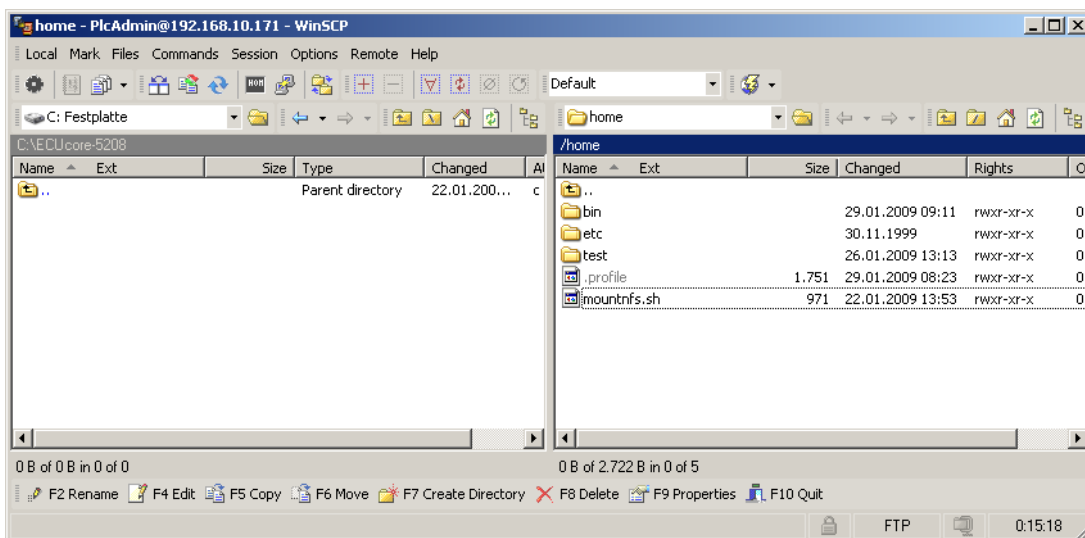 home - PlcAdmin@192.168.10.171 - WinSCP
Local Mark Files Commands Session Options Remote Help
Default
C: Festplatte
home
C:\ECUcore-5208
/home
Name Ext Size Type Changed
Name Ext Size Changed Rights
.. Parent directory 22.01.200... c
..
bin 29.01.2009 09:11 rwxr-xr-x 0
etc 30.11.1999 rwxr-xr-x 0
test 26.01.2009 13:13 rwxr-xr-x 0
.profile 1.751 29.01.2009 08:23 rwxr-xr-x 0
mountnfs.sh 971 22.01.2009 13:53 rwxr-xr-x 0
0 B of 0 B in 0 of 0
0 B of 2.722 B in 0 of 5
F2 Rename F4 Edit F5 Copy F6 Move F7 Create Directory F8 Delete F9 Properties F10 Quit
FTP 0:15:18